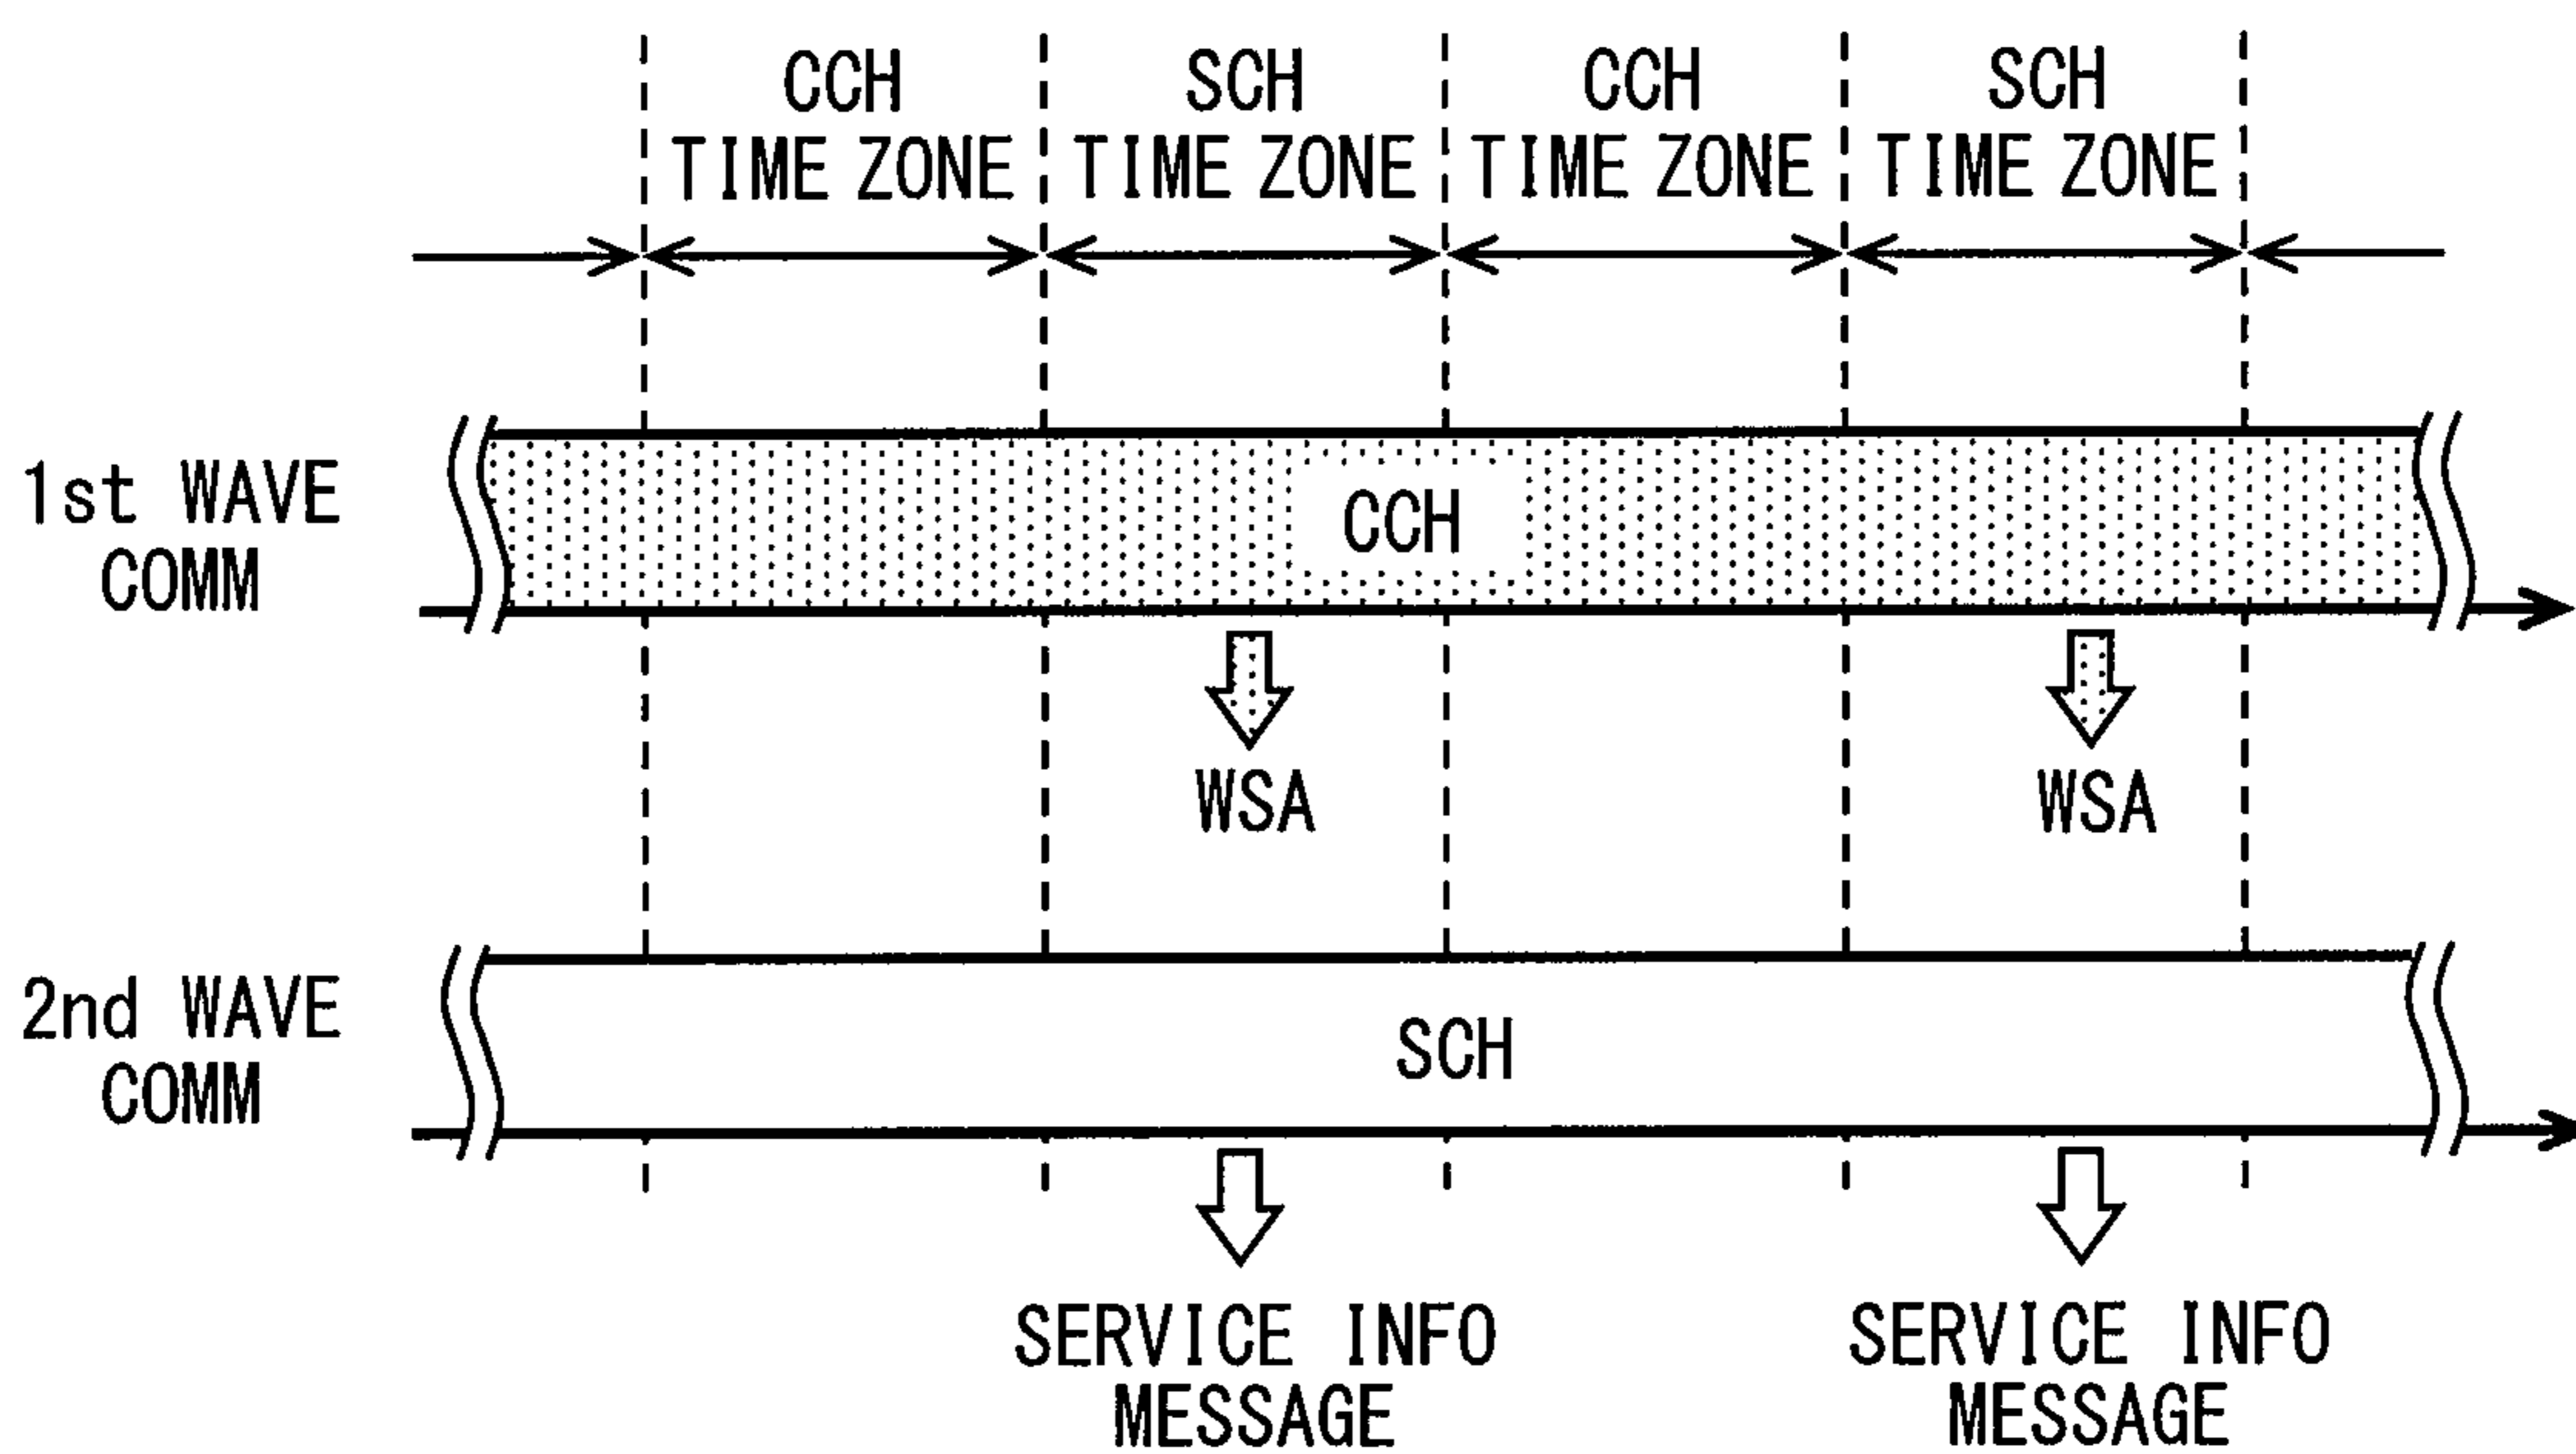 CCH
TIME ZONE
SCH
TIME ZONE
CCH
TIME ZONE
SCH
TIME ZONE
1st WAVE
COMM
CCH
WSA
WSA
2nd WAVE
COMM
SCH
SERVICE INFO
MESSAGE
SERVICE INFO
MESSAGE